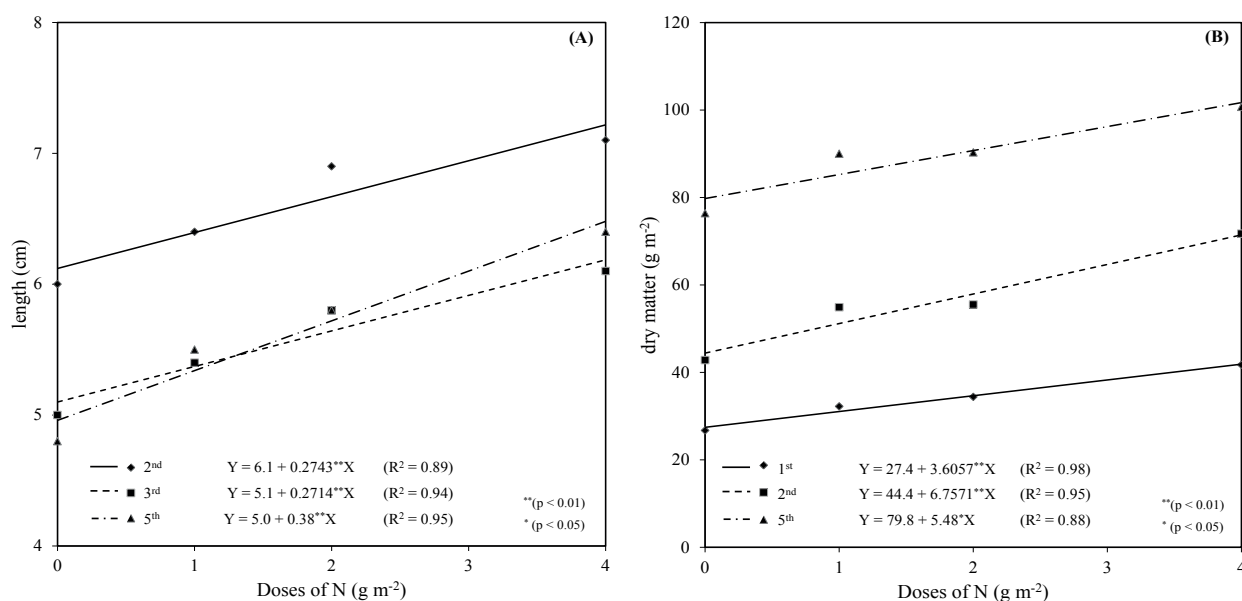 (A)
8
7
6
5
4
length (cm)
2nd Y = 6.1 + 0.2743**X (R2 = 0.89)
3rd Y = 5.1 + 0.2714**X (R2 = 0.94)
5th Y = 5.0 + 0.38**X (R2 = 0.95)
**(p < 0.01)
* (p < 0.05)
0 1 2 3 4
Doses of N (g m-2)
(B)
120
100
80
60
40
20
0
dry matter (g m-2)
1st Y = 27.4 + 3.6057**X (R2 = 0.98)
2nd Y = 44.4 + 6.7571**X (R2 = 0.95)
5th Y = 79.8 + 5.48*X (R2 = 0.88)
**(p < 0.01)
* (p < 0.05)
0 1 2 3 4
Doses of N (g m-2)